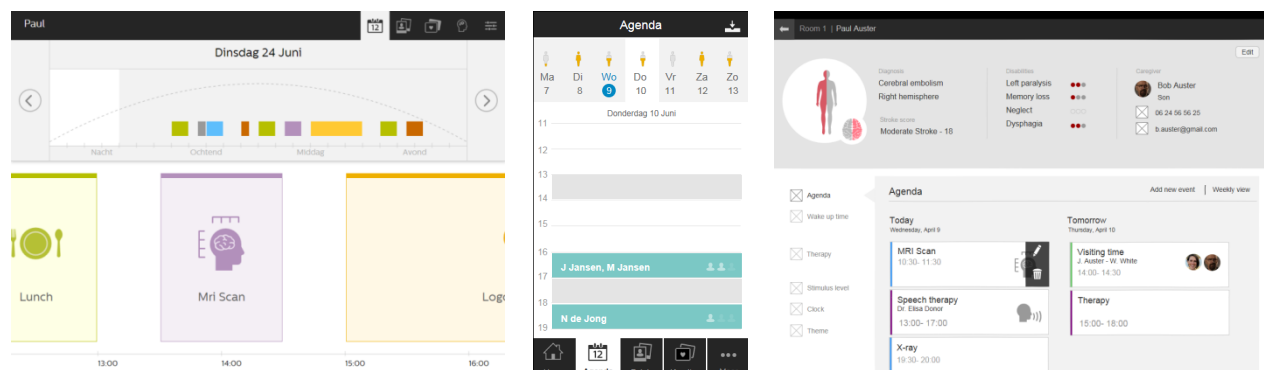 Paul
12
Dinsdag 24 Juni
Nacht Ochtend Middag Avond
Lunch
Mri Scan
Logo
13:00 14:00 15:00 16:00
Agenda
Ma Di Wo Do Vr Za Zo
7 8 9 10 11 12 13
Donderdag 10 Juni
11
12
13
14
15
16
J Jansen, M Jansen
17
18
N de Jong
19
12
Room 1 | Paul Auster
Edit
Diagnosis
Cerebral embolism
Right hemisphere
Stroke score
Moderate Stroke - 18
Disabilities
Left paralysis
Memory loss
Neglect
Dysphagia
Caregiver
Bob Auster
Son
06 24 56 56 25
b.auster@gmail.com
Agenda
Wake up time
Therapy
Stimulus level
Clock
Theme
Agenda
Add new event | Weekly view
Today
Wednesday, April 9
MRI Scan
10:30- 11:30
Speech therapy
Dr. Elisa Donor
13:00- 17:00
X-ray
19:30- 20:00
Tomorrow
Thursday, April 10
Visiting time
J. Auster - W. White
14:00- 14:30
Therapy
15:00- 18:00